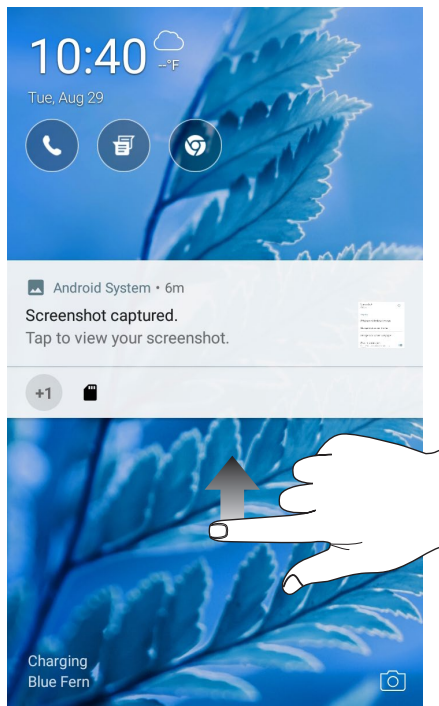 10:40
--°F
Tue, Aug 29
Android System • 6m
Screenshot captured.
Tap to view your screenshot.
+1
Charging
Blue Fern